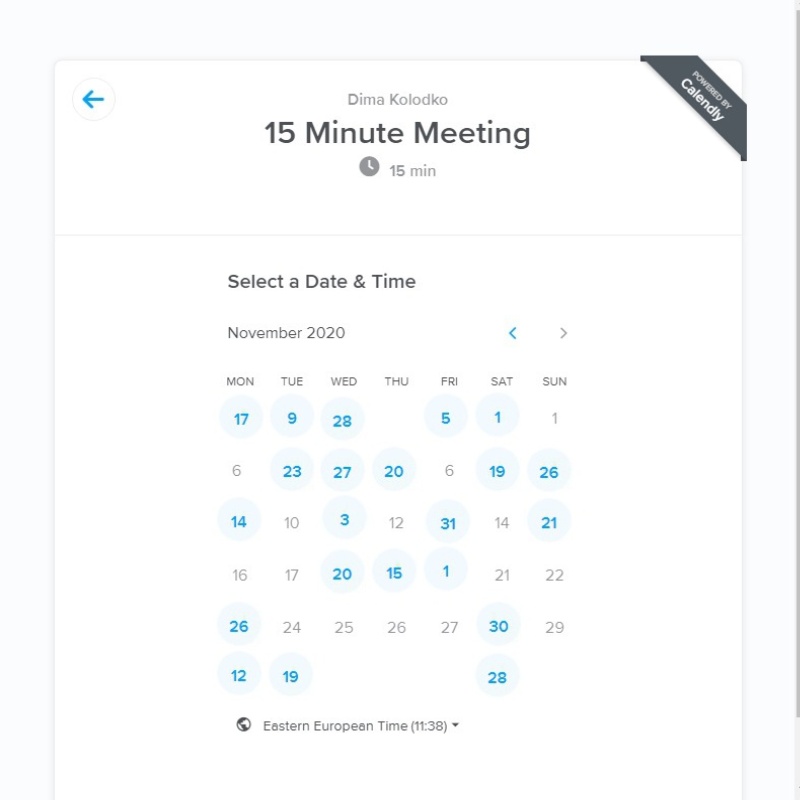 POWERED BY
Calendly
Dima Kolodko
15 Minute Meeting
15 min
Select a Date & Time
November 2020
MON TUE WED THU FRI SAT SUN
17 9 28 5 1 1
6 23 27 20 6 19 26
14 10 3 12 31 14 21
16 17 20 15 1 21 22
26 24 25 26 27 30 29
12 19 28
Eastern European Time (11:38)